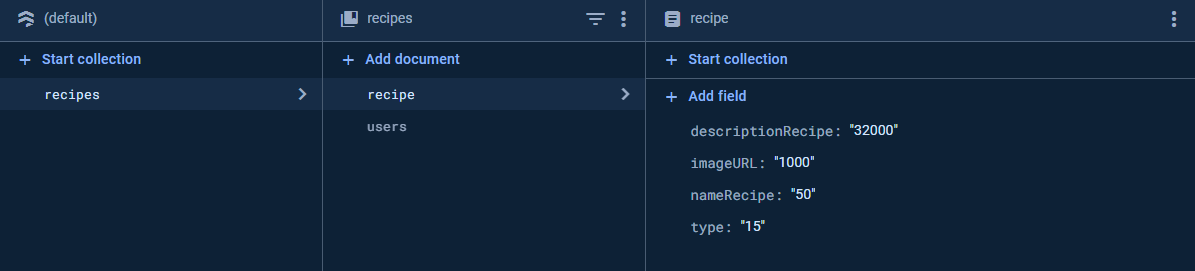 (default)
+ Start collection
recipes
recipes
+ Add document
recipe
users
recipe
+ Start collection
+ Add field
descriptionRecipe: "32000"
imageURL: "1000"
nameRecipe: "50"
type: "15"